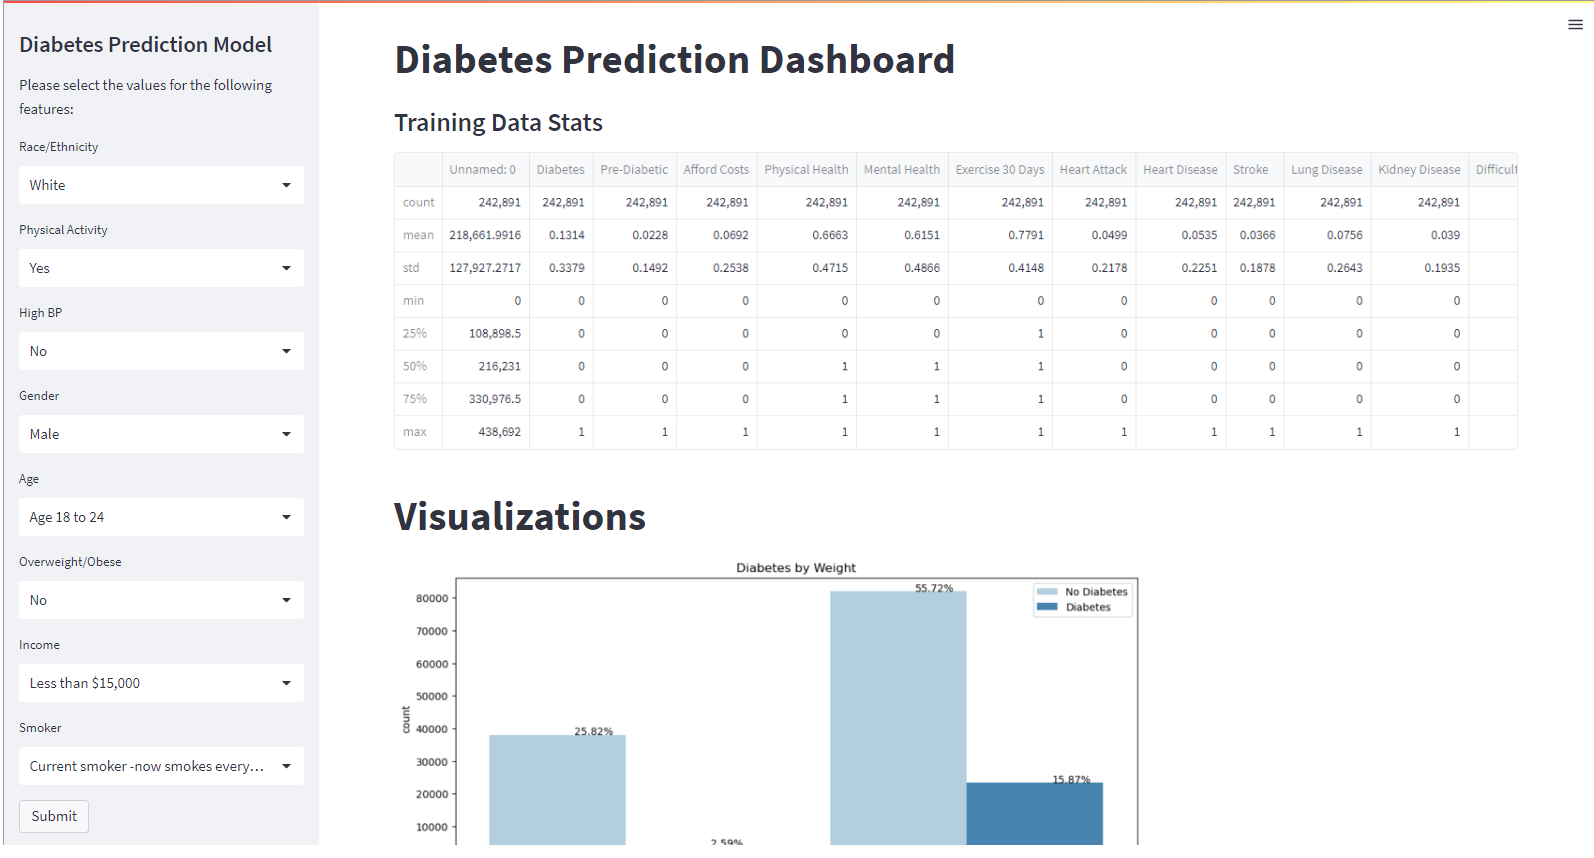 Diabetes Prediction Model
Please select the values for the following
features:
Race/Ethnicity
White
Physical Activity
Yes
High BP
No
Gender
Male
Age
Age 18 to 24
Overweight/Obese
No
Income
Less than $15,000
Smoker
Current smoker -now smokes every...
Submit
Diabetes Prediction Dashboard
Training Data Stats
Unnamed: 0 Diabetes Pre-Diabetic Afford Costs Physical Health Mental Health Exercise 30 Days Heart Attack Heart Disease Stroke Lung Disease Kidney Disease Difficult
count 242,891 242,891 242,891 242,891 242,891 242,891 242,891 242,891 242,891 242,891 242,891 242,891
mean 218,661.9916 0.1314 0.0228 0.0692 0.6663 0.6151 0.7791 0.0499 0.0535 0.0366 0.0756 0.039
std 127,927.2717 0.3379 0.1492 0.2538 0.4715 0.4866 0.4148 0.2178 0.2251 0.1878 0.2643 0.1935
min 0 0 0 0 0 0 0 0 0 0 0 0
25% 108,898.5 0 0 0 0 0 1 0 0 0 0 0
50% 216,231 0 0 0 1 1 1 0 0 0 0 0
75% 330,976.5 0 0 0 1 1 1 0 0 0 0 0
max 438,692 1 1 1 1 1 1 1 1 1 1 1
Visualizations
Diabetes by Weight
55.72%
No Diabetes
Diabetes
80000
70000
60000
50000
count
40000
25.82%
30000
20000
15.87%
10000
2.59%